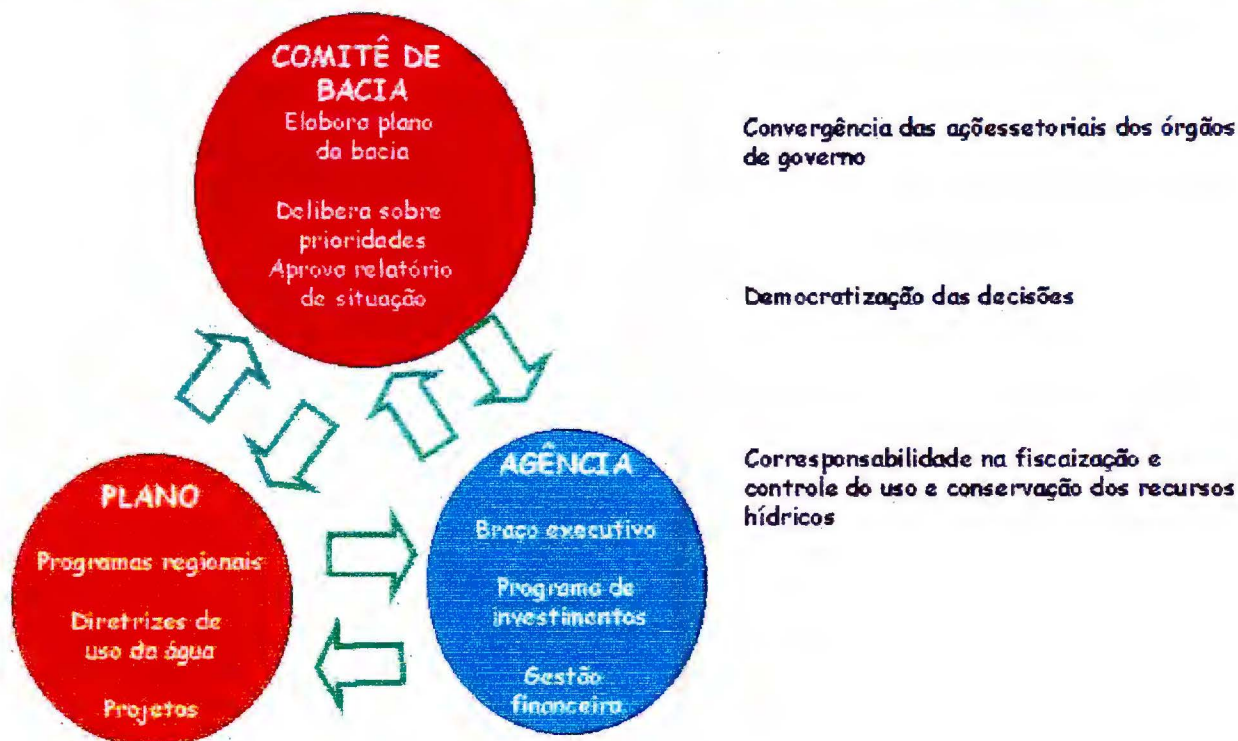 COMITÊ DE
BACIA
Elabora plano
da bacia
Delibera sobre
prioridades
Aprova relatório
de situação
Convergência das açõessetoriais dos órgãos
de governo
Democratização das decisões
Corresponsabilidade na fiscaização e
controle do uso e conservação dos recursos
hídricos
PLANO
Programas regionais
Diretrizes de
uso da água
Projetos
AGÊNCIA
Braço executivo
Programa de
investimentos
Gestão
financeira